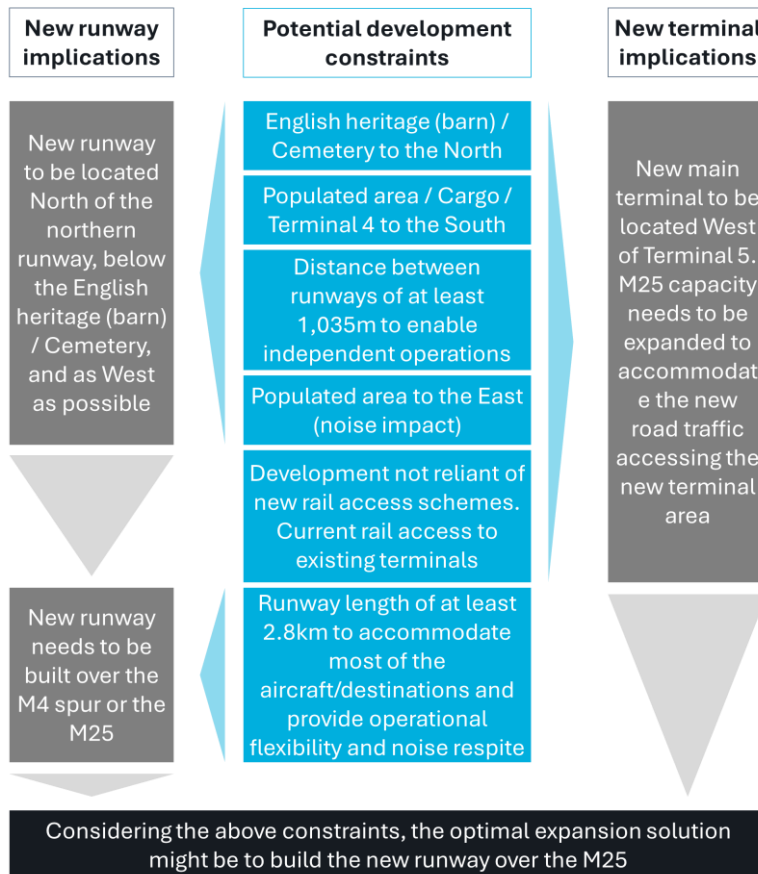 New runway
implications
Potential development
constraints
New terminal
implications
New runway
to be located
North of the
northern
runway, below
the English
heritage (barn)
/ Cemetery,
and as West
as possible
English heritage (barn) /
Cemetery to the North
Populated area / Cargo /
Terminal 4 to the South
Distance between
runways of at least
1,035m to enable
independent operations
Populated area to the East
(noise impact)
Development not reliant of
new rail access schemes.
Current rail access to
existing terminals
New main
terminal to be
located West
of Terminal 5.
M25 capacity
needs to be
expanded to
accommodat
e the new
road traffic
accessing the
new terminal
area
New runway
needs to be
built over the
M4 spur or the
M25
Runway length of at least
2.8km to accommodate
most of the
aircraft/destinations and
provide operational
flexibility and noise respite
Considering the above constraints, the optimal expansion solution
might be to build the new runway over the M25